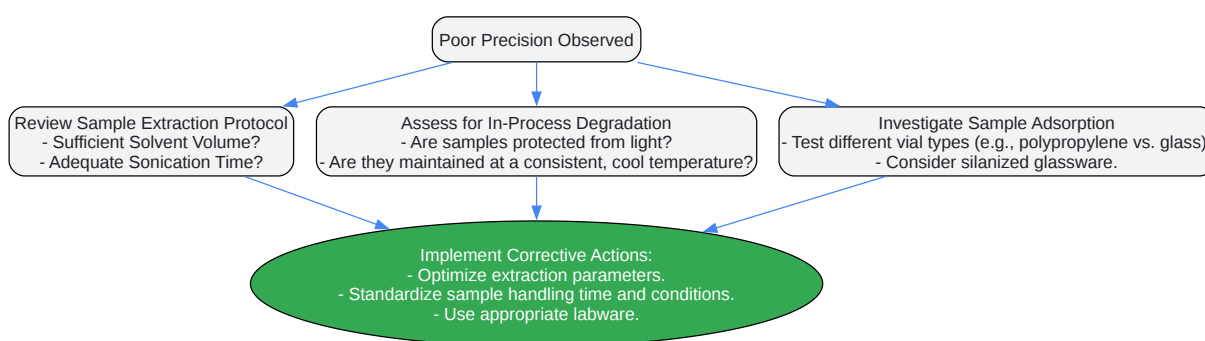 Poor Precision Observed
Review Sample Extraction Protocol
- Sufficient Solvent Volume?
- Adequate Sonication Time?
Assess for In-Process Degradation
- Are samples protected from light?
- Are they maintained at a consistent, cool temperature?
Investigate Sample Adsorption
- Test different vial types (e.g., polypropylene vs. glass)
- Consider silanized glassware.
Implement Corrective Actions:
- Optimize extraction parameters.
- Standardize sample handling time and conditions.
- Use appropriate labware.